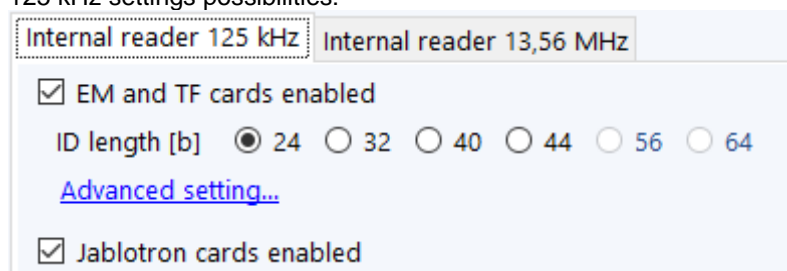 125 kHz settings possibilities.
Internal reader 125 kHz Internal reader 13,56 MHz
EM and TF cards enabled
ID length [b] 24 32 40 44 56 64
Advanced setting...
Jablotron cards enabled